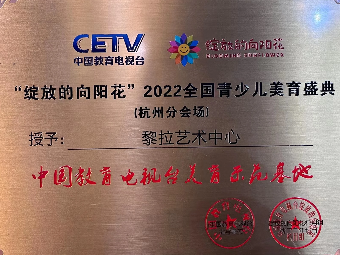 CETV
中国教育电视台
绽放的向阳花
“绽放的向阳花”2022全国青少儿美育盛典
(杭州分会场)
授予: 黎拉艺术中心
中国教育电视台美育示范基地